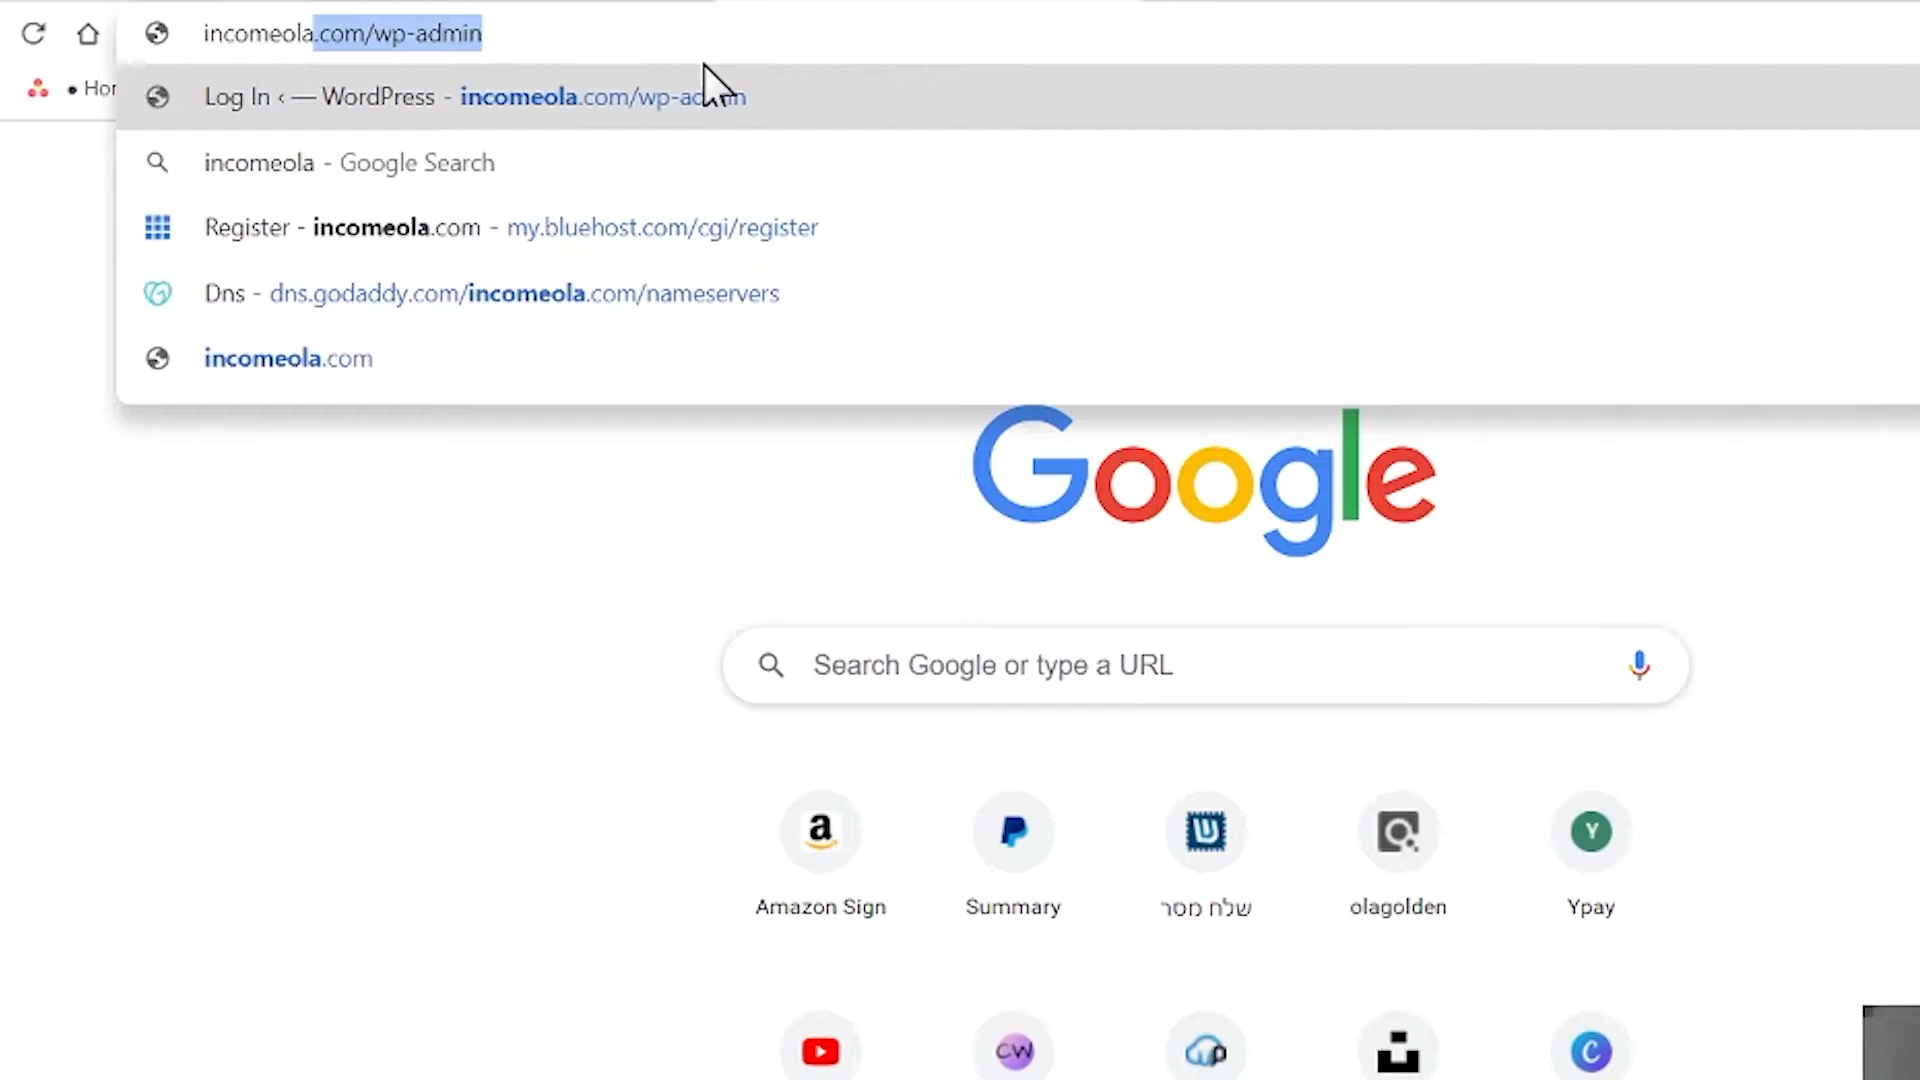 incomeola.com/wp-admin
Log In ‹ — WordPress - incomeola.com/wp-admin
incomeola - Google Search
Register - incomeola.com - my.bluehost.com/cgi/register
Dns - dns.godaddy.com/incomeola.com/nameservers
incomeola.com
Google
Search Google or type a URL
a
U
Y
Amazon Sign
Summary
שלח מסר
olagolden
Ypay
CW